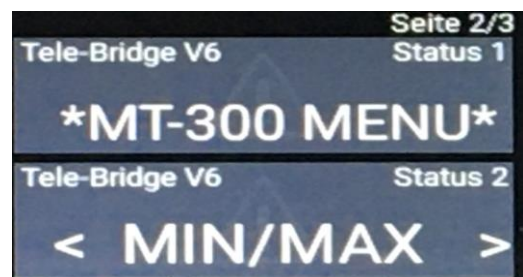 Seite 2/3
Tele-Bridge V6 Status 1
*MT-300 MENU*
Tele-Bridge V6 Status 2
< MIN/MAX >